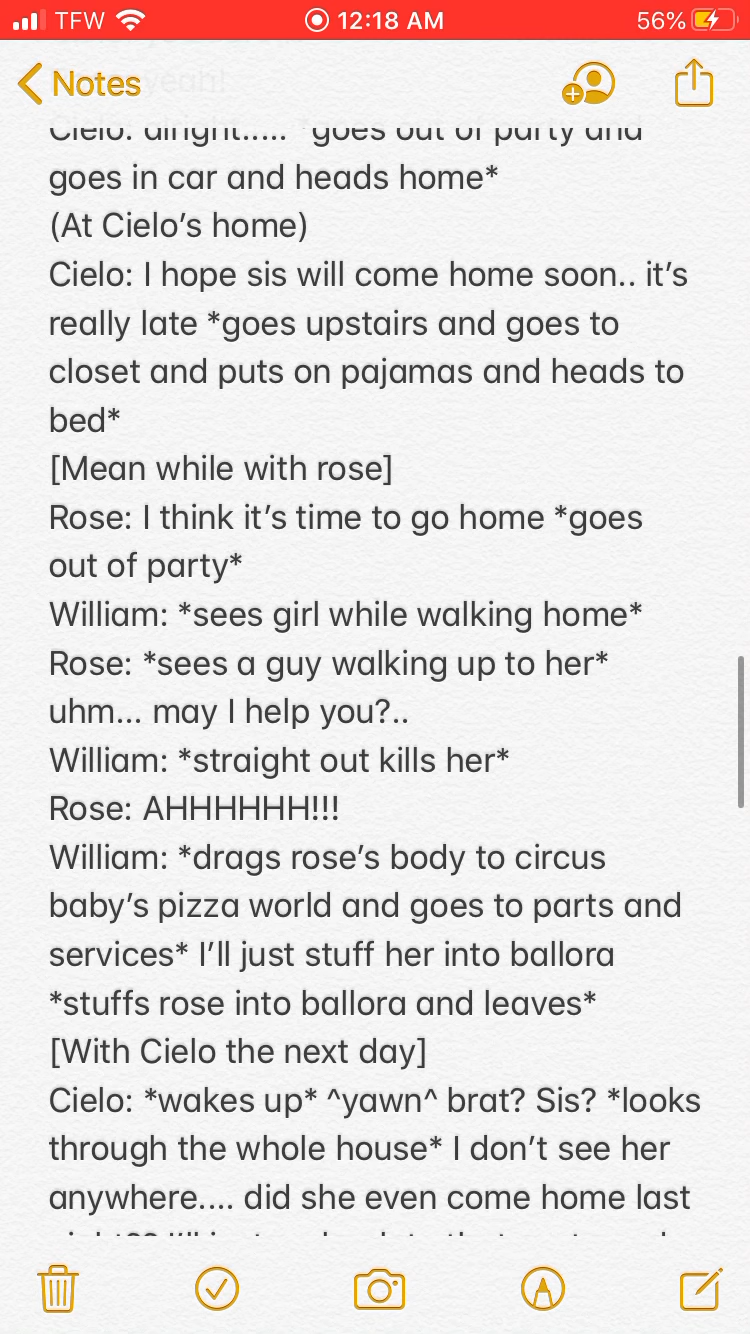 TFW 12:18 AM 56%
Notes yeah!
Cielo: alright..... *goes out of party and
goes in car and heads home*
(At Cielo's home)
Cielo: I hope sis will come home soon.. it's
really late *goes upstairs and goes to
closet and puts on pajamas and heads to
bed*
[Mean while with rose]
Rose: I think it's time to go home *goes
out of party*
William: *sees girl while walking home*
Rose: *sees a guy walking up to her*
uhm... may I help you?..
William: *straight out kills her*
Rose: AHHHHHH!!!
William: *drags rose's body to circus
baby's pizza world and goes to parts and
services* I'll just stuff her into ballora
*stuffs rose into ballora and leaves*
[With Cielo the next day]
Cielo: *wakes up* ^yawn^ brat? Sis? *looks
through the whole house* I don't see her
anywhere.... did she even come home last